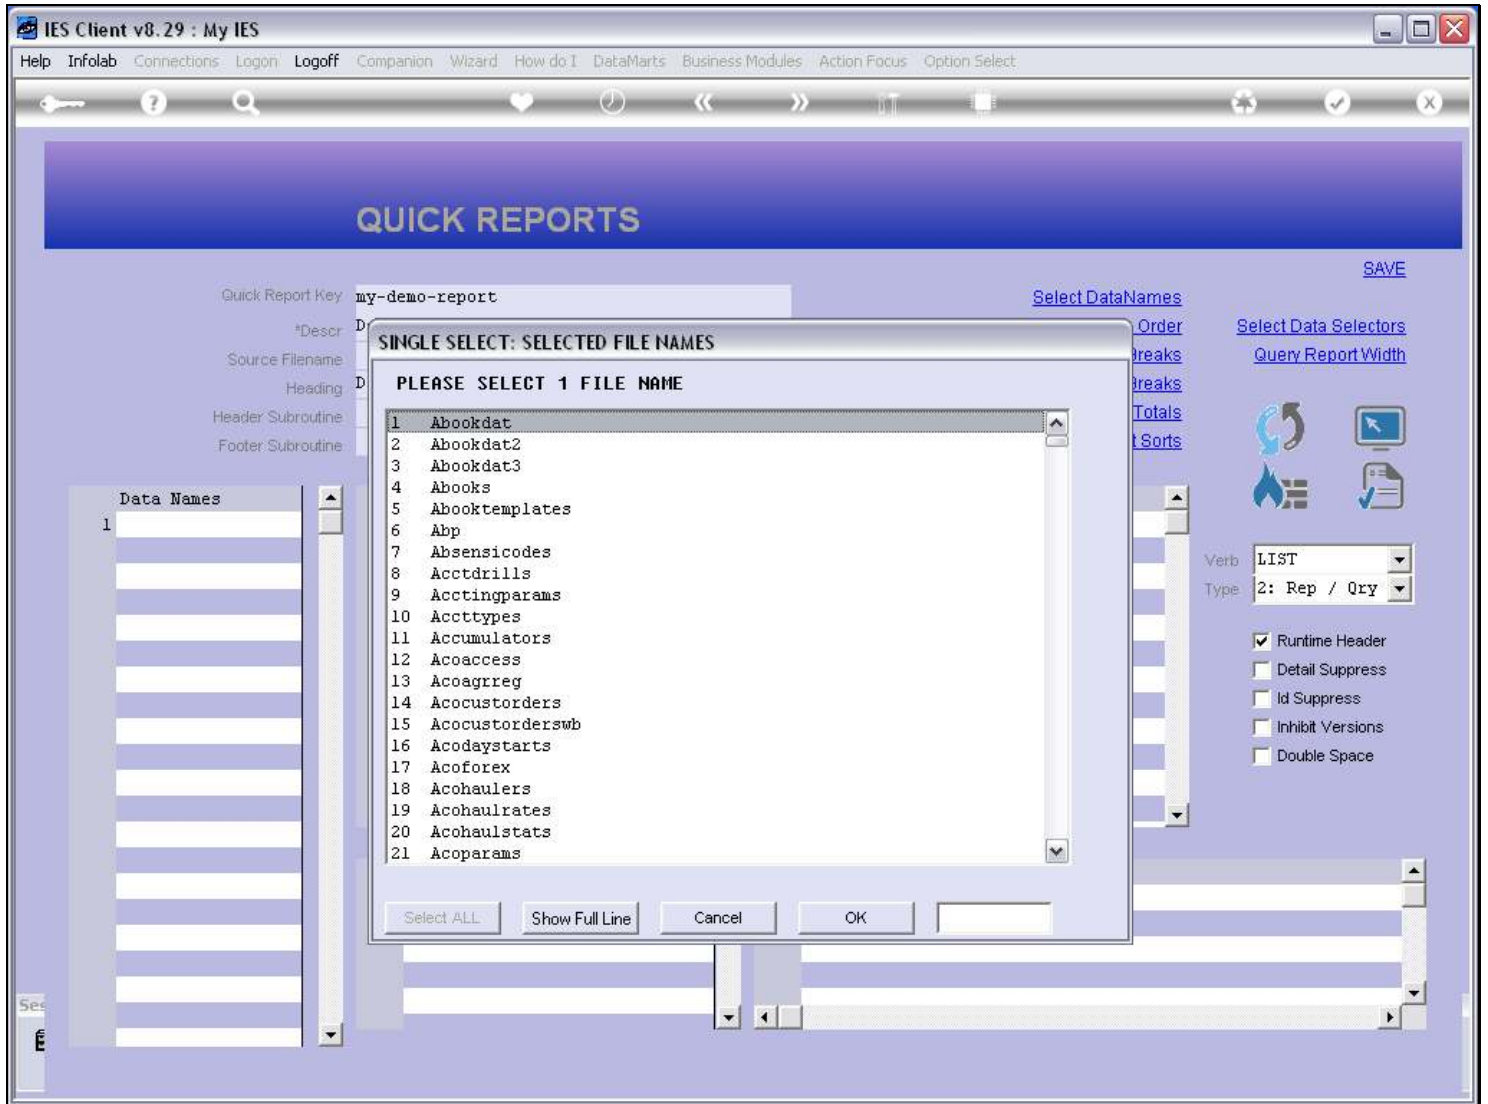 IES Client v8.29 : My IES
Help Infolab Connections Logon Logoff Companion Wizard How do I DataMarts Business Modules Action Focus Option Select
QUICK REPORTS
SAVE
Quick Report Key my-demo-report
Select DataNames
*Descr D
Order
Select Data Selectors
Source Filename
Breaks
Query Report Width
Heading D
Breaks
Header Subroutine
Totals
Footer Subroutine
t Sorts
SINGLE SELECT: SELECTED FILE NAMES
PLEASE SELECT 1 FILE NAME
1 Abookdat
2 Abookdat2
3 Abookdat3
4 Abooks
5 Abooktemplates
6 Abp
7 Absensicodes
8 Acctdrills
9 Acctingparams
10 Accttypes
11 Accumulators
12 Acoaccess
13 Acoagrreg
14 Acocustorders
15 Acocustorderswb
16 Acodaystarts
17 Acoforex
18 Acohaulers
19 Acohaulrates
20 Acohaulstats
21 Acoparams
Select ALL Show Full Line Cancel OK
Data Names
1
Verb LIST
Type 2: Rep / Qry
Runtime Header
Detail Suppress
Id Suppress
Inhibit Versions
Double Space
Ses